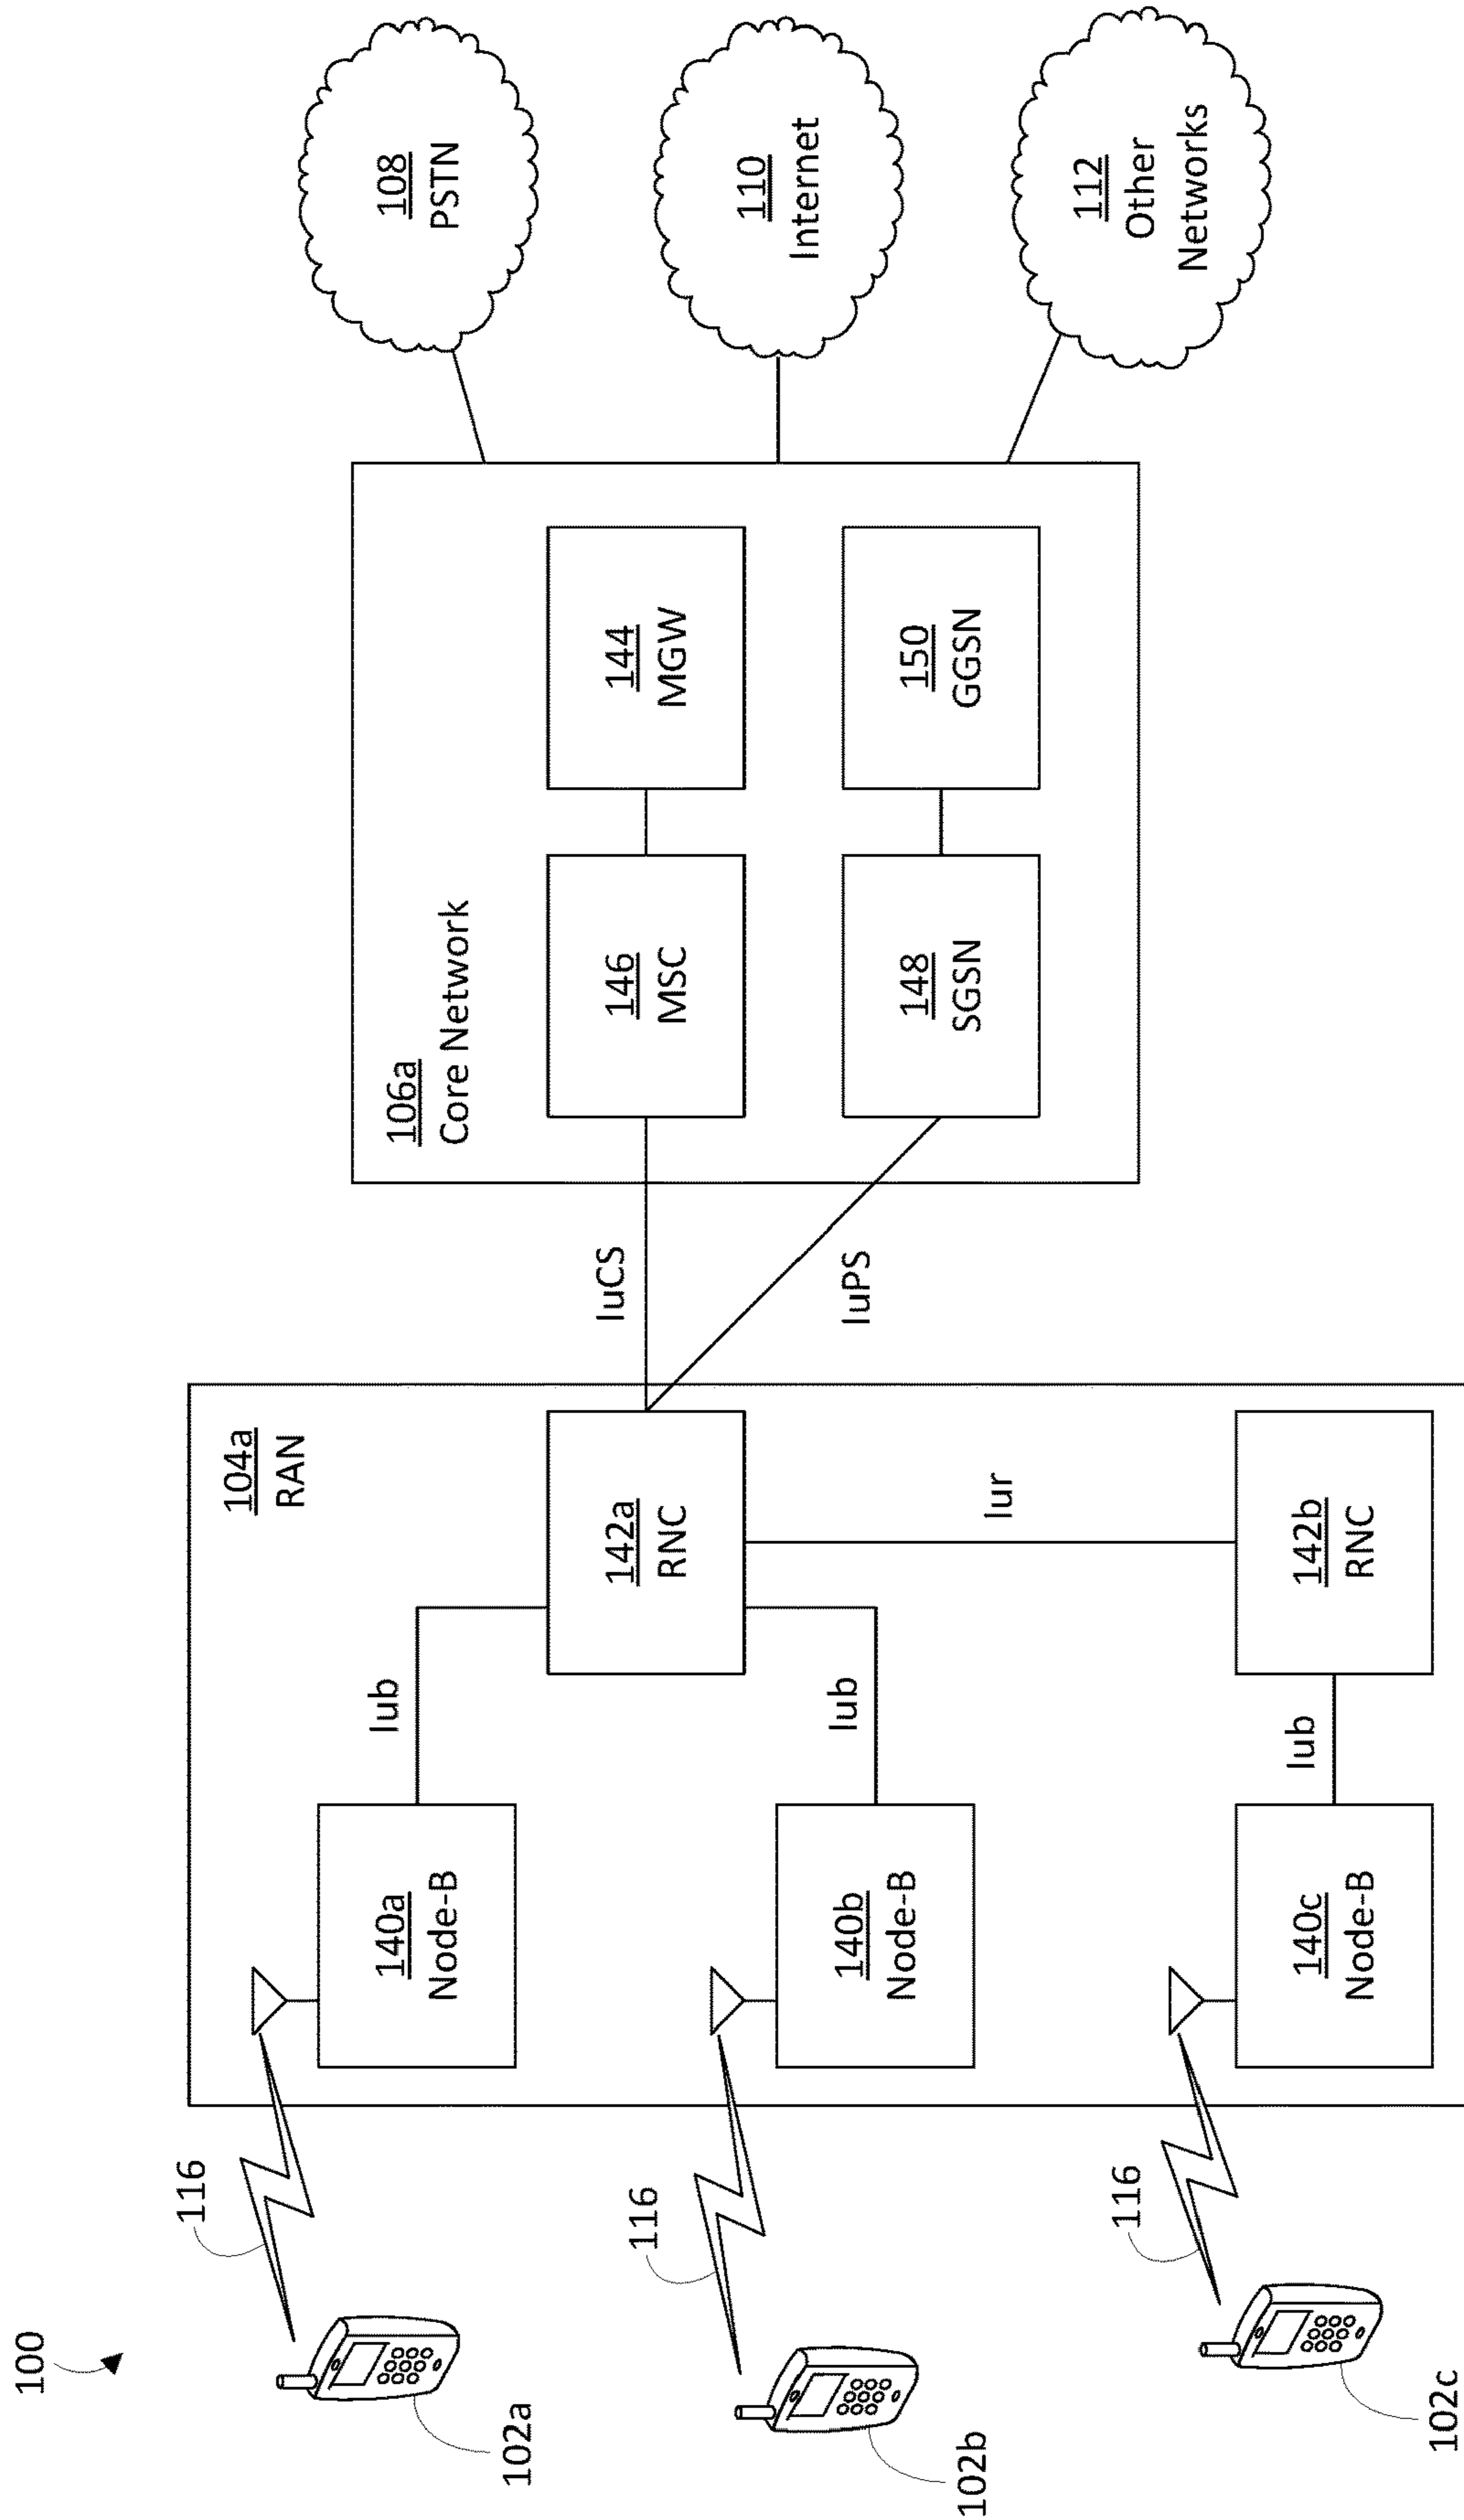 100
102a
116
102b
116
102c
116
104a
RAN
140a
Node-B
140b
Node-B
140c
Node-B
Iub
Iub
Iub
142a
RNC
Iur
142b
RNC
IuCS
IuPS
106a
Core Network
146
MSC
144
MGW
148
SGSN
150
GGSN
108
PSTN
110
Internet
112
Other
Networks